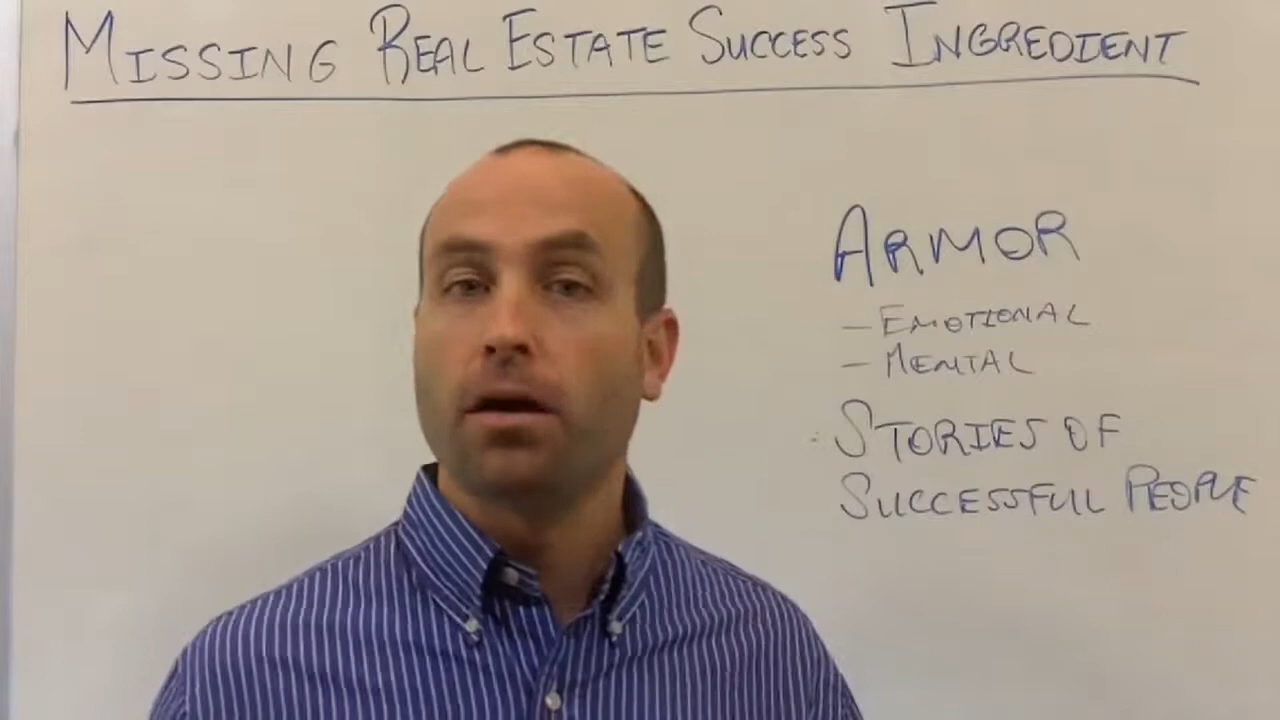 MISSING REAL ESTATE SUCCESS INGREDIENT
ARMOR
- EMOTIONAL
- MENTAL
STORIES OF
SUCCESSFUL PEOPLE